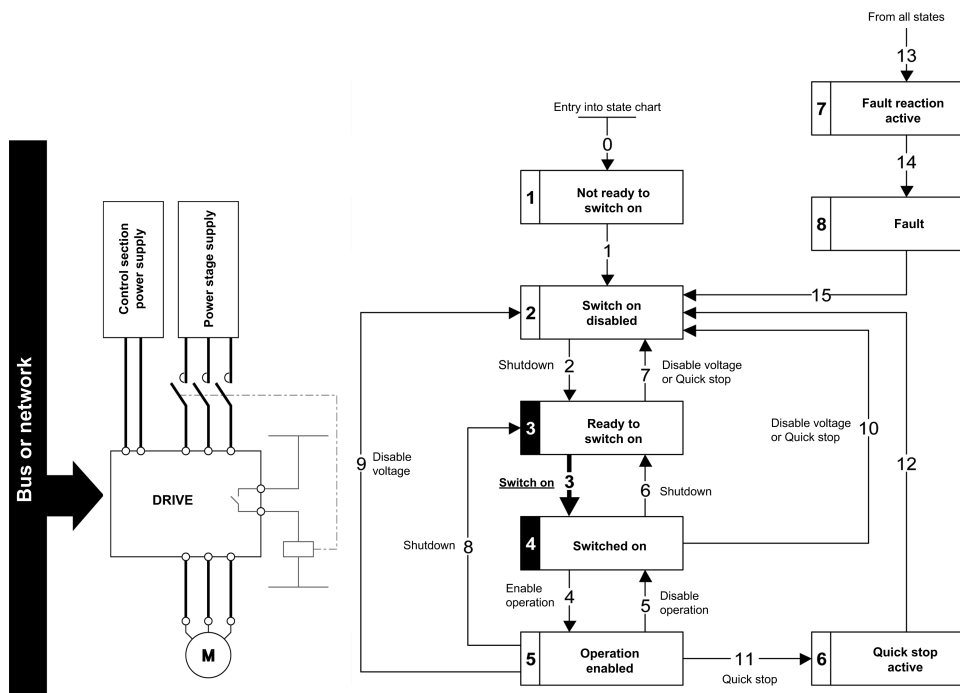 From all states
13
7
Fault reaction
active
14
8
Fault
15
Entry into state chart
0
1
Not ready to
switch on
1
2
Switch on
disabled
Shutdown
2
7
Disable voltage
or Quick stop
3
Ready to
switch on
Switch on
3
6
Shutdown
4
Switched on
Enable
operation
4
5
Disable
operation
5
Operation
enabled
11
Quick stop
6
Quick stop
active
9
Disable
voltage
Shutdown
8
Disable voltage
or Quick stop
10
12
Bus or network
Control section
power supply
Power stage supply
DRIVE
M